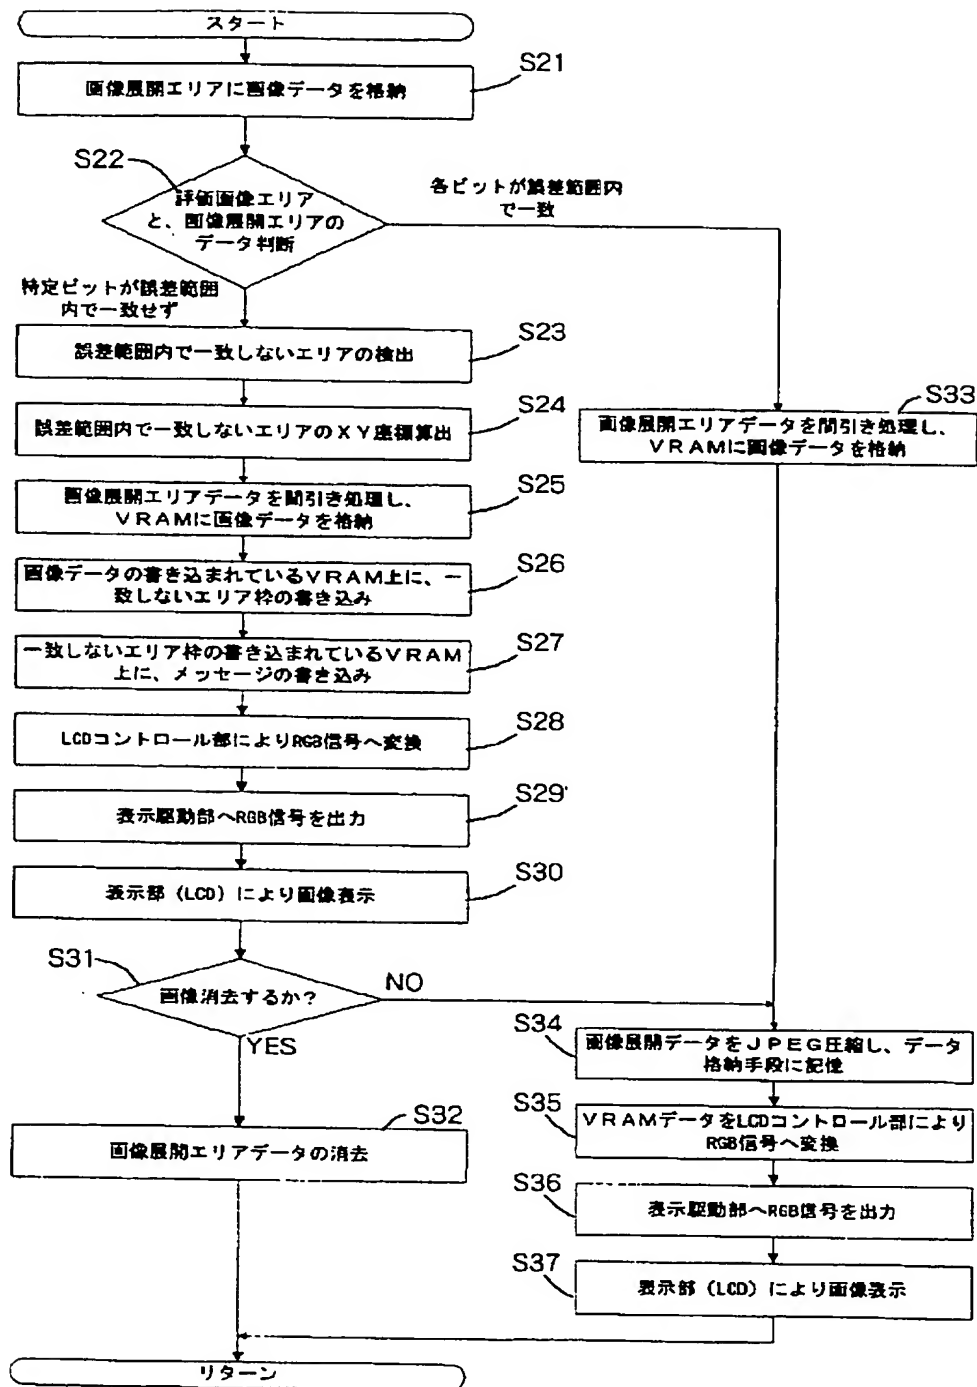 スタート
S21
画像展開エリアに画像データを格納
S22
評価画像エリア
と、画像展開エリアの
データ判断
各ビットが誤差範囲内
で一致
特定ビットが誤差範囲
内で一致せず
S23
誤差範囲内で一致しないエリアの検出
S24
誤差範囲内で一致しないエリアのXY座標算出
S33
画像展開エリアデータを間引き処理し、
VRAMに画像データを格納
S25
画像展開エリアデータを間引き処理し、
VRAMに画像データを格納
S26
画像データの書き込まれているVRAM上に、一
致しないエリア枠の書き込み
S27
一致しないエリア枠の書き込まれているVRAM
上に、メッセージの書き込み
S28
LCDコントロール部によりRGB信号へ変換
S29
表示駆動部へRGB信号を出力
S30
表示部(LCD)により画像表示
S31
画像消去するか?
NO
YES
S32
画像展開エリアデータの消去
S34
画像展開データをJPEG圧縮し、データ
格納手段に記憶
S35
VRAMデータをLCDコントロール部により
RGB信号へ変換
S36
表示駆動部へRGB信号を出力
S37
表示部(LCD)により画像表示
リターン